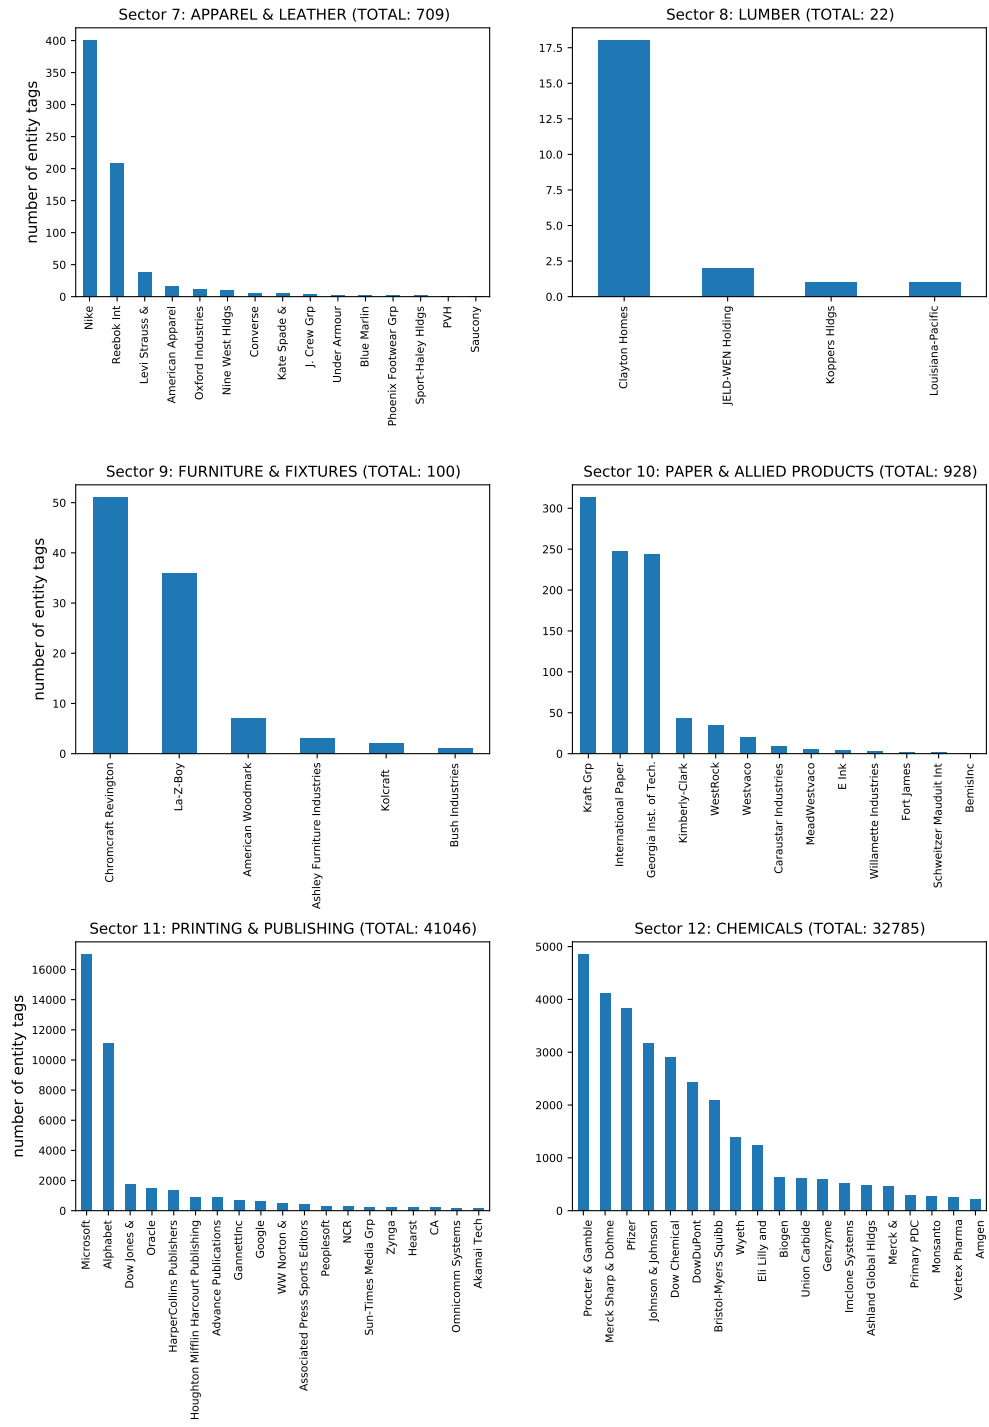 Sector 7: APPAREL & LEATHER (TOTAL: 709)
number of entity tags
400
350
300
250
200
150
100
50
0
Nike
Reebok Int
Levi Strauss &
American Apparel
Oxford Industries
Nine West Hldgs
Converse
Kate Spade &
J. Crew Grp
Under Armour
Blue Marlin
Phoenix Footwear Grp
Sport-Haley Hldgs
PVH
Saucony
Sector 8: LUMBER (TOTAL: 22)
17.5
15.0
12.5
10.0
7.5
5.0
2.5
0.0
Clayton Homes
JELD-WEN Holding
Koppers Hldgs
Louisiana-Pacific
Sector 9: FURNITURE & FIXTURES (TOTAL: 100)
number of entity tags
50
40
30
20
10
0
Chromcraft Revington
La-Z-Boy
American Woodmark
Ashley Furniture Industries
Kolcraft
Bush Industries
Sector 10: PAPER & ALLIED PRODUCTS (TOTAL: 928)
300
250
200
150
100
50
0
Kraft Grp
International Paper
Georgia Inst. of Tech.
Kimberly-Clark
WestRock
Westvaco
Caraustar Industries
MeadWestvaco
E Ink
Willamette Industries
Fort James
Schweitzer Mauduit Int
BemisInc
Sector 11: PRINTING & PUBLISHING (TOTAL: 41046)
number of entity tags
16000
14000
12000
10000
8000
6000
4000
2000
0
Microsoft
Alphabet
Dow Jones &
Oracle
HarperCollins Publishers
Houghton Mifflin Harcourt Publishing
Advance Publications
GannettInc
Google
WW Norton &
Associated Press Sports Editors
Peoplesoft
NCR
Sun-Times Media Grp
Zynga
Hearst
CA
Omnicomm Systems
Akamai Tech
Sector 12: CHEMICALS (TOTAL: 32785)
5000
4000
3000
2000
1000
0
Procter & Gamble
Merck Sharp & Dohme
Pfizer
Johnson & Johnson
Dow Chemical
DowDuPont
Bristol-Myers Squibb
Wyeth
Eli Lilly and
Biogen
Union Carbide
Genzyme
Imclone Systems
Ashland Global Hldgs
Merck &
Primary PDC
Monsanto
Vertex Pharma
Amgen